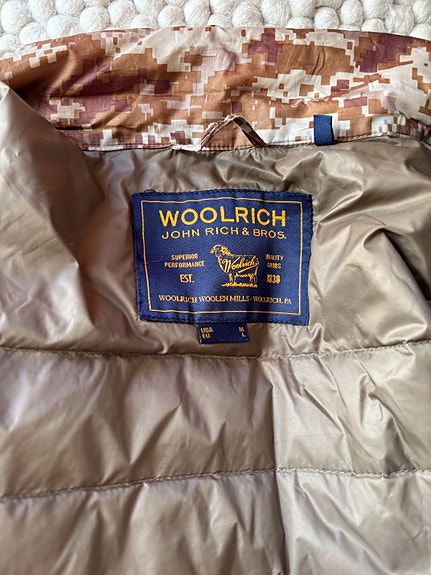 WOOLRICH
JOHN RICH & BROS.
SUPERIOR
PERFORMANCE
Woolrich
QUALITY
GOODS
EST.
1830
WOOLRICH WOOLEN MILLS - WOOLRICH, PA
USA M
EU L